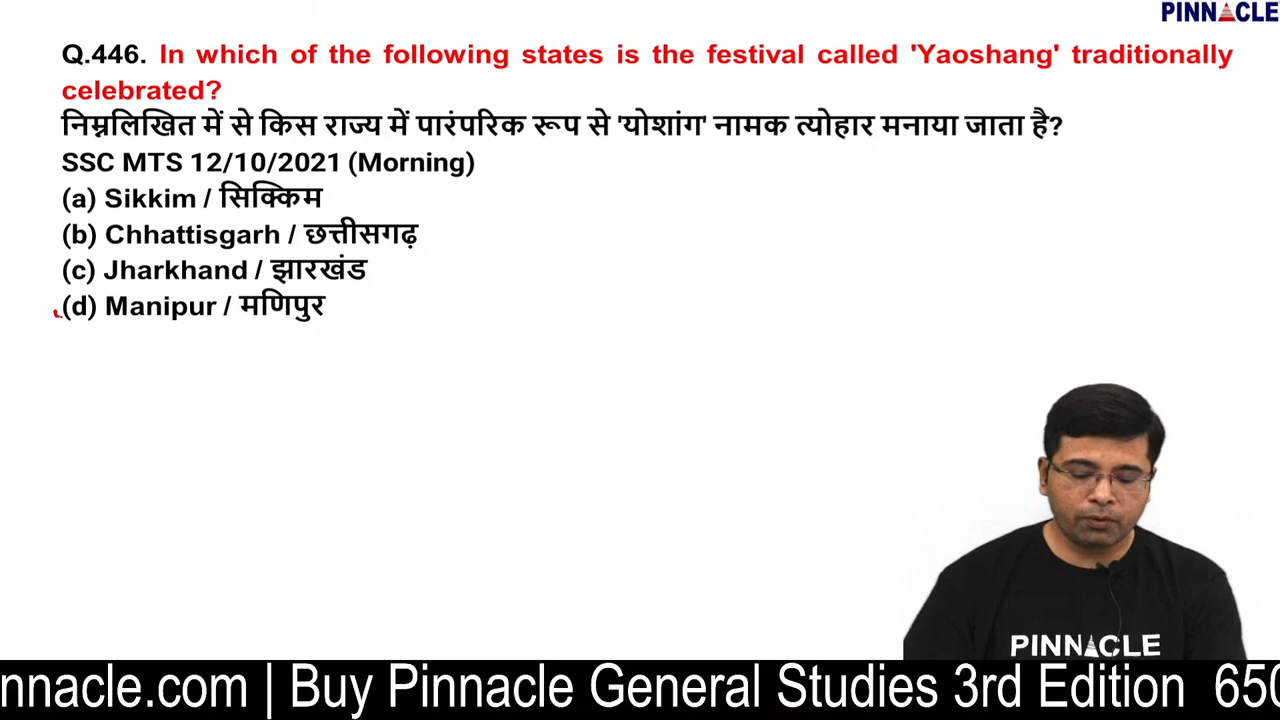 PINNACLE
Q.446. In which of the following states is the festival called 'Yaoshang' traditionally
celebrated?
निम्नलिखित में से किस राज्य में पारंपरिक रूप से 'योशांग' नामक त्योहार मनाया जाता है?
SSC MTS 12/10/2021 (Morning)
(a) Sikkim / सिक्किम
(b) Chhattisgarh / छत्तीसगढ़
(c) Jharkhand / झारखंड
(d) Manipur / मणिपुर
PINNACLE
nnacle.com | Buy Pinnacle General Studies 3rd Edition 650